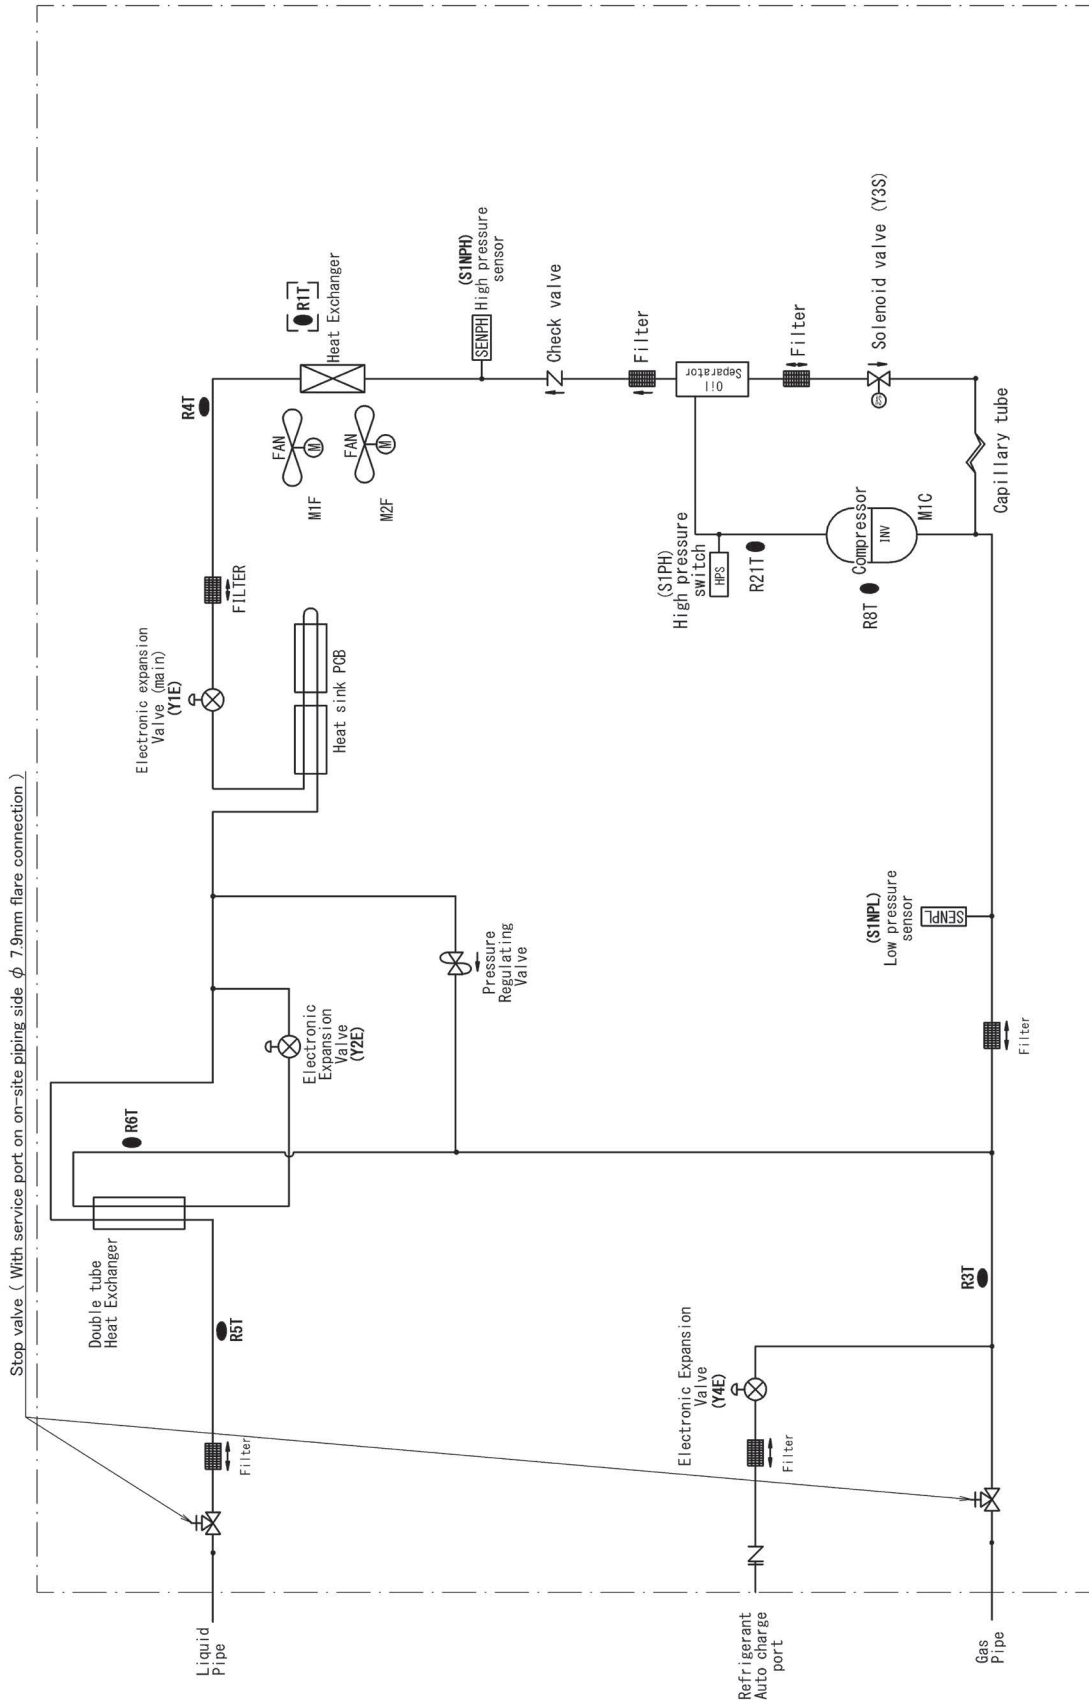 Stop valve ( With service port on on-site piping side φ 7.9mm flare connection )
Liquid
Pipe
Filter
R5T
Double tube
Heat Exchanger
R6T
Electronic
Expansion
Valve
(Y2E)
Pressure
Regulating
Valve
Electronic expansion
Valve (main)
(Y1E)
FILTER
Heat sink PCB
R4T
FAN
M
M1F
FAN
M
M2F
R1T
Heat Exchanger
(S1NPH)
High pressure
sensor
SENPH
Check valve
Filter
Oil
Separator
Filter
Solenoid valve (Y3S)
Capillary tube
(S1PH)
High pressure
switch
HPS
R21T
Compressor
INV
M1C
R8T
(S1NPL)
Low pressure
sensor
SENPL
Filter
R3T
Electronic Expansion
Valve
(Y4E)
Filter
Refrigerant
Auto charge
port
Gas
Pipe